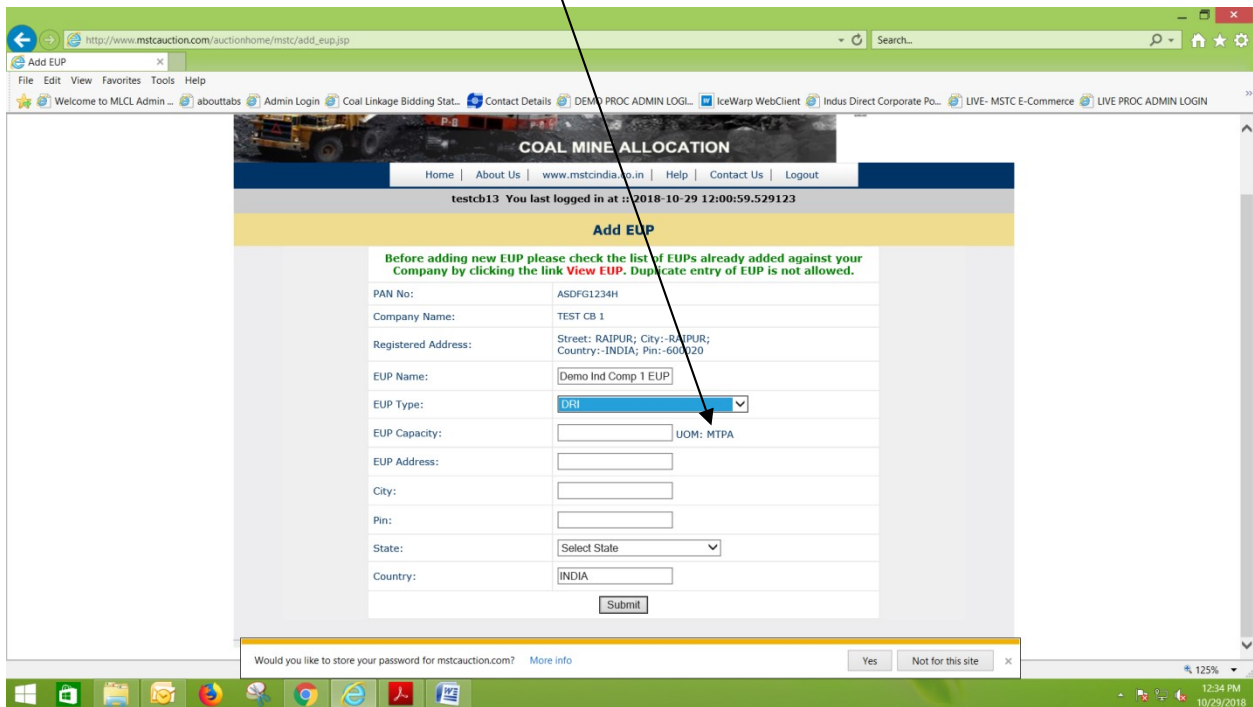 http://www.mstcauction.com/auctionhome/mstc/add_eup.jsp
Search...
Add EUP
File Edit View Favorites Tools Help
Welcome to MLCL Admin ... abouttabs Admin Login Coal Linkage Bidding Stat... Contact Details DEMO PROC ADMIN LOGI... IceWarp WebClient Indus Direct Corporate Po... LIVE- MSTC E-Commerce LIVE PROC ADMIN LOGIN
P-8
COAL MINE ALLOCATION
Home | About Us | www.mstcindia.co.in | Help | Contact Us | Logout
testcb13 You last logged in at :: 2018-10-29 12:00:59.529123
Add EUP
Before adding new EUP please check the list of EUPs already added against your
Company by clicking the link View EUP. Duplicate entry of EUP is not allowed.
PAN No: ASDFG1234H
Company Name: TEST CB 1
Registered Address: Street: RAIPUR; City:-RAIPUR;
Country:-INDIA; Pin:-600020
EUP Name: Demo Ind Comp 1 EUP
EUP Type: DRI
EUP Capacity: UOM: MTPA
EUP Address:
City:
Pin:
State: Select State
Country: INDIA
Submit
Would you like to store your password for mstcauction.com? More info Yes Not for this site
125%
12:34 PM
10/29/2018